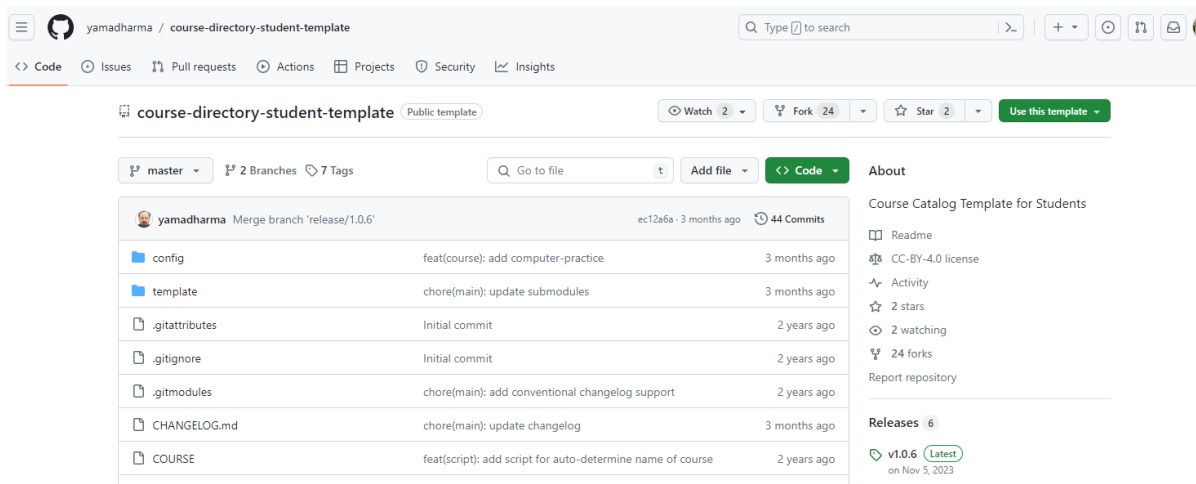 yamadharma / course-directory-student-template
Type / to search
Code Issues Pull requests Actions Projects Security Insights
course-directory-student-template Public template
Watch 2 Fork 24 Star 2 Use this template
master 2 Branches 7 Tags Go to file t Add file <> Code
yamadharma Merge branch 'release/1.0.6' ec12a6a · 3 months ago 44 Commits
config feat(course): add computer-practice 3 months ago
template chore(main): update submodules 3 months ago
.gitattributes Initial commit 2 years ago
.gitignore Initial commit 2 years ago
.gitmodules chore(main): add conventional changelog support 2 years ago
CHANGELOG.md chore(main): update changelog 3 months ago
COURSE feat(script): add script for auto-determine name of course 2 years ago
About
Course Catalog Template for Students
Readme
CC-BY-4.0 license
Activity
2 stars
2 watching
24 forks
Report repository
Releases 6
v1.0.6 Latest
on Nov 5, 2023